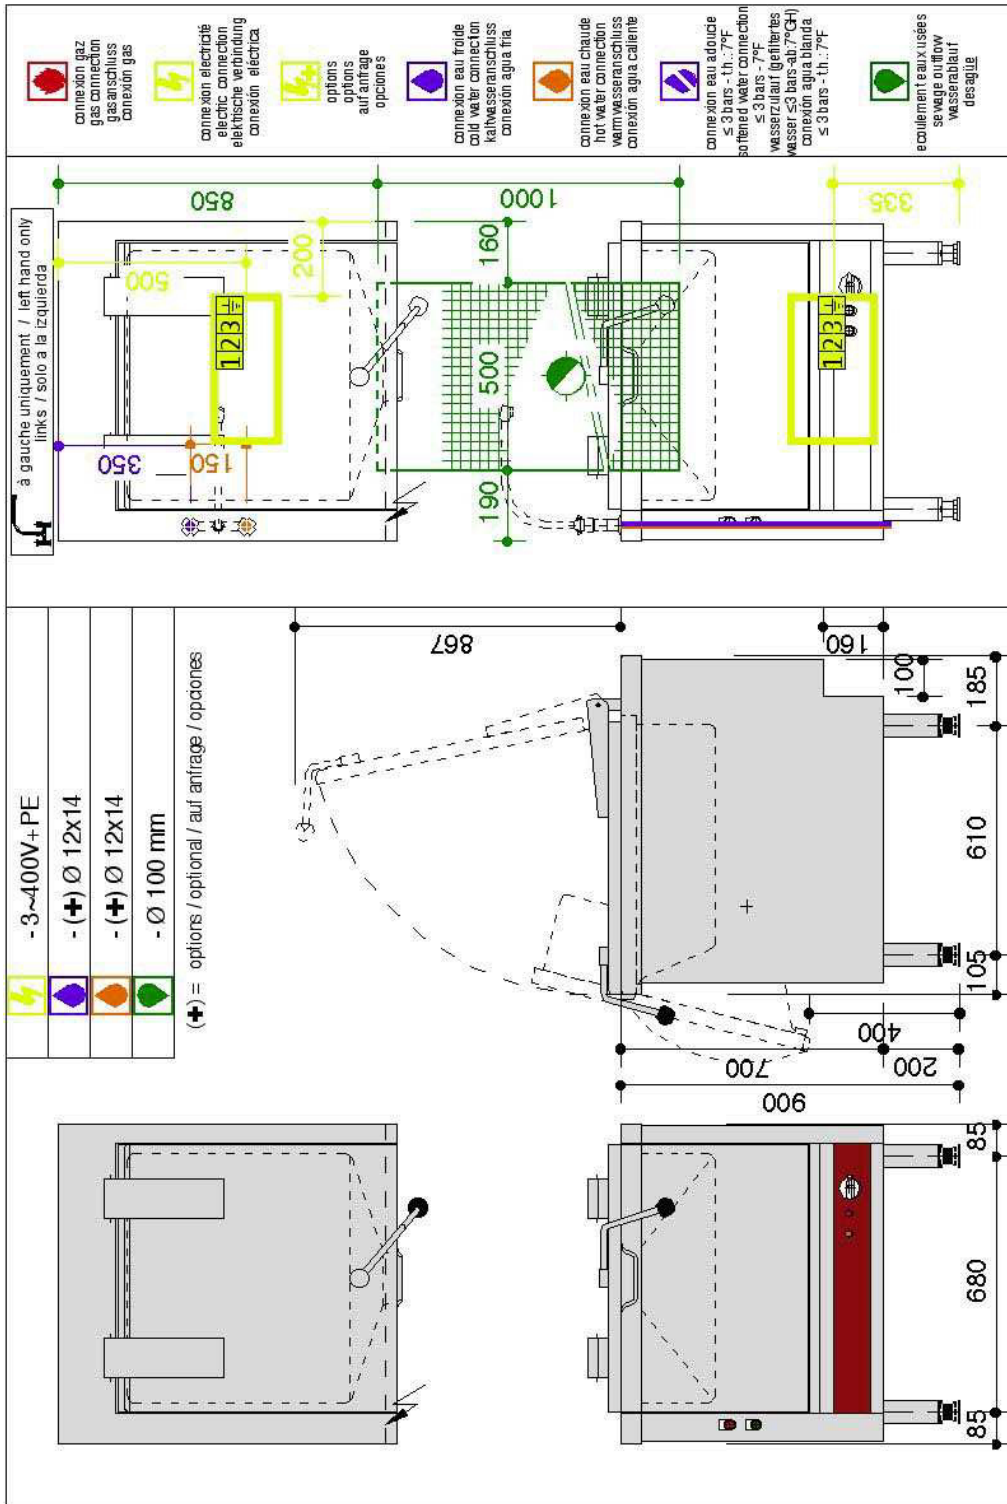 connexion gaz
gas connection
gasanschluss
conexión gas
connexion electricité
electric connection
elektrische verbindung
conexión eléctrica
options
options
auf anfrage
opciones
connexion eau froide
cold water connection
kaltwasseranschluss
conexión agua fria
connexion eau chaude
hot water connection
warmwasseranschluss
conexión agua caliente
connexion eau adoucie
≤ 3 bars - th.: 7°F
softened water connection
≤ 3 bars - 7°F
wasserzulauf (gefiltertes
wasser ≤3 bars-ab:7°GH)
conexión agua blanda
≤ 3 bars - t.h.: 7°F
ecoulement eaux usées
sewage outflow
wasserablauf
desagüe
à gauche uniquement / left hand only
links / solo a la izquierda
850
1000
335
500
200
160
123
350
150
500
190
123
- 3~400V+PE
- (+) Ø 12x14
- (+) Ø 12x14
- Ø 100 mm
(+) = options / optional / auf anfrage / opciones
867
160
100
185
610
105
400
700
200
900
85
680
85